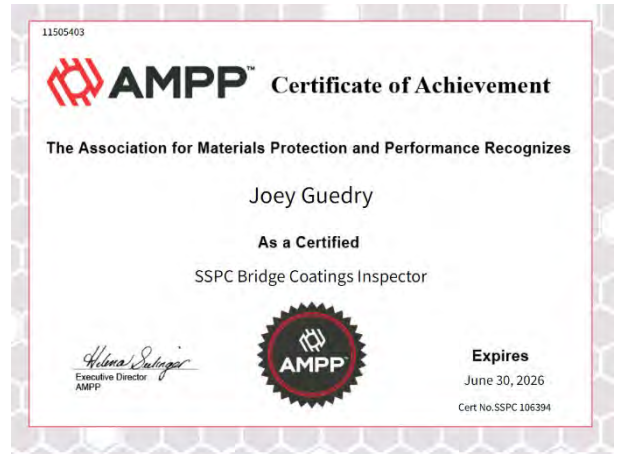 11505403
AMPP™ Certificate of Achievement
The Association for Materials Protection and Performance Recognizes
Joey Guedry
As a Certified
SSPC Bridge Coatings Inspector
AMPP
Executive Director
AMPP
Expires
June 30, 2026
Cert No.SSPC 106394